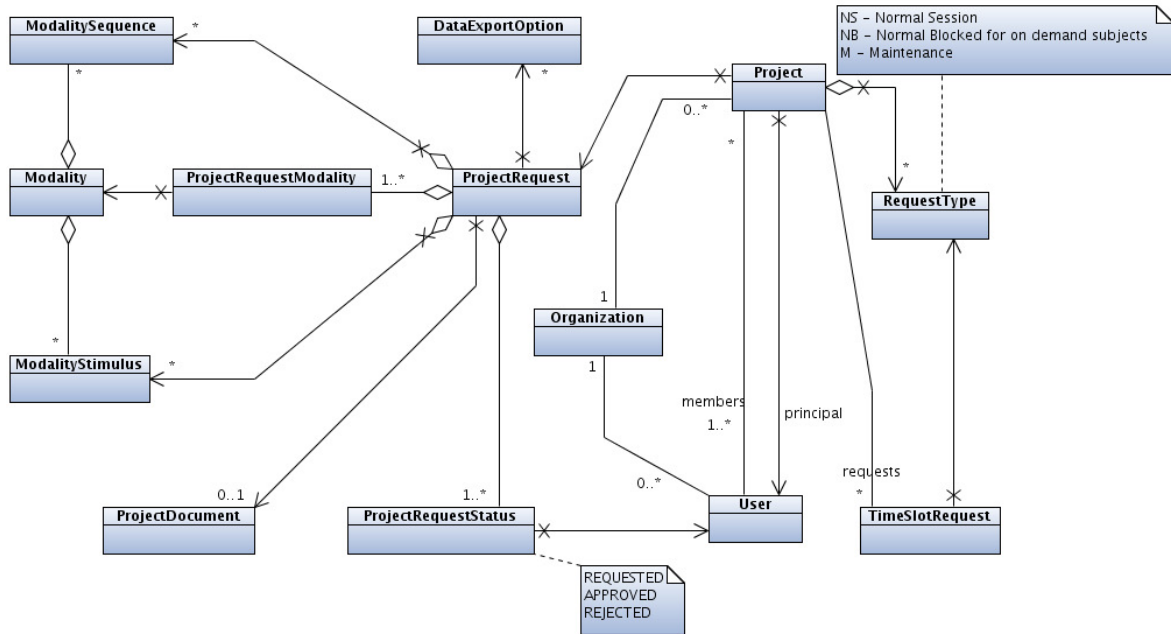 NS – Normal Session
NB – Normal Blocked for on demand subjects
M – Maintenance
ModalitySequence
*
*
DataExportOption
*
Project
0..*
*
*
Modality
ProjectRequestModality
1..*
ProjectRequest
RequestType
1
Organization
1
*
ModalityStimulus
*
members
1..*
principal
requests
*
0..1
1..*
0..*
ProjectDocument
ProjectRequestStatus
User
TimeSlotRequest
REQUESTED
APPROVED
REJECTED